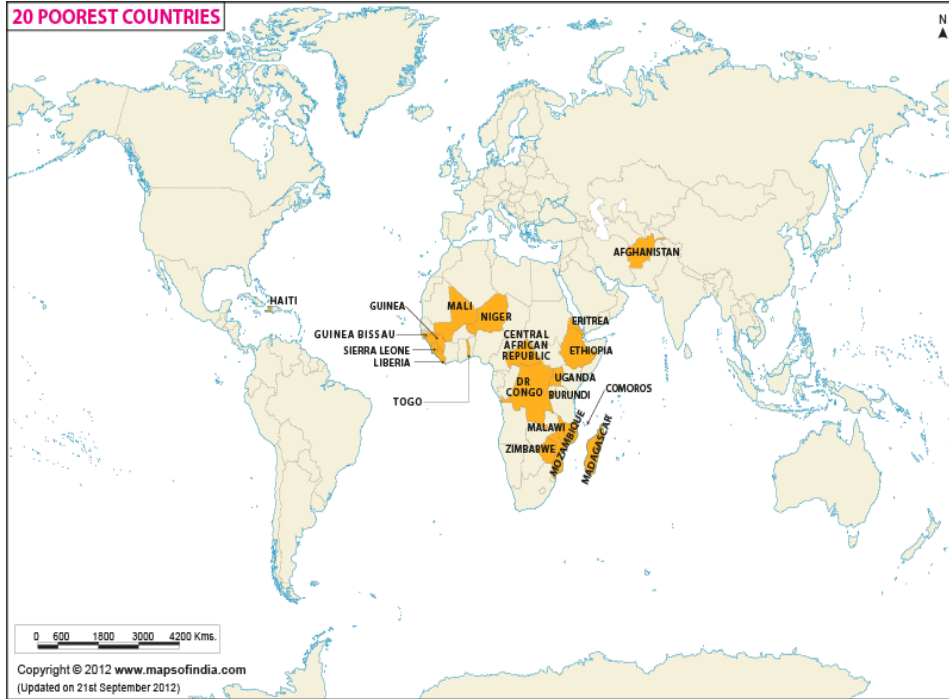 20 POOREST COUNTRIES
N
AFGHANISTAN
HAITI
GUINEA
MALI
NIGER
ERITREA
GUINEA BISSAU
CENTRAL
AFRICAN
REPUBLIC
SIERRA LEONE
ETHIOPIA
LIBERIA
UGANDA
DR
CONGO
COMOROS
BURUNDI
TOGO
MALAWI
ZIMBABWE
MOZAMBIQUE
MADAGASCAR
0 600 1800 3000 4200 Kms.
Copyright © 2012 www.mapsofindia.com
(Updated on 21st September 2012)